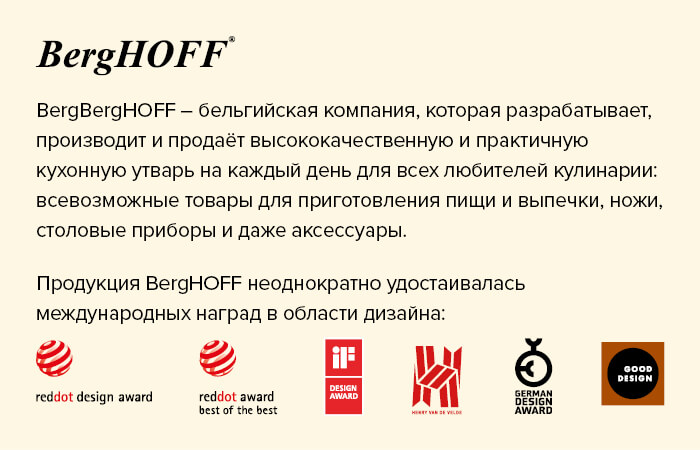 BergHOFF®
BergBergHOFF – бельгийская компания, которая разрабатывает,
производит и продаёт высококачественную и практичную
кухонную утварь на каждый день для всех любителей кулинарии:
всевозможные товары для приготовления пищи и выпечки, ножи,
столовые приборы и даже аксессуары.
Продукция BergHOFF неоднократно удостаивалась
международных наград в области дизайна:
reddot design award
reddot award
best of the best
iF
DESIGN
AWARD
HENRY VAN DE VELDE
GERMAN
DESIGN
AWARD
GOOD
DESIGN